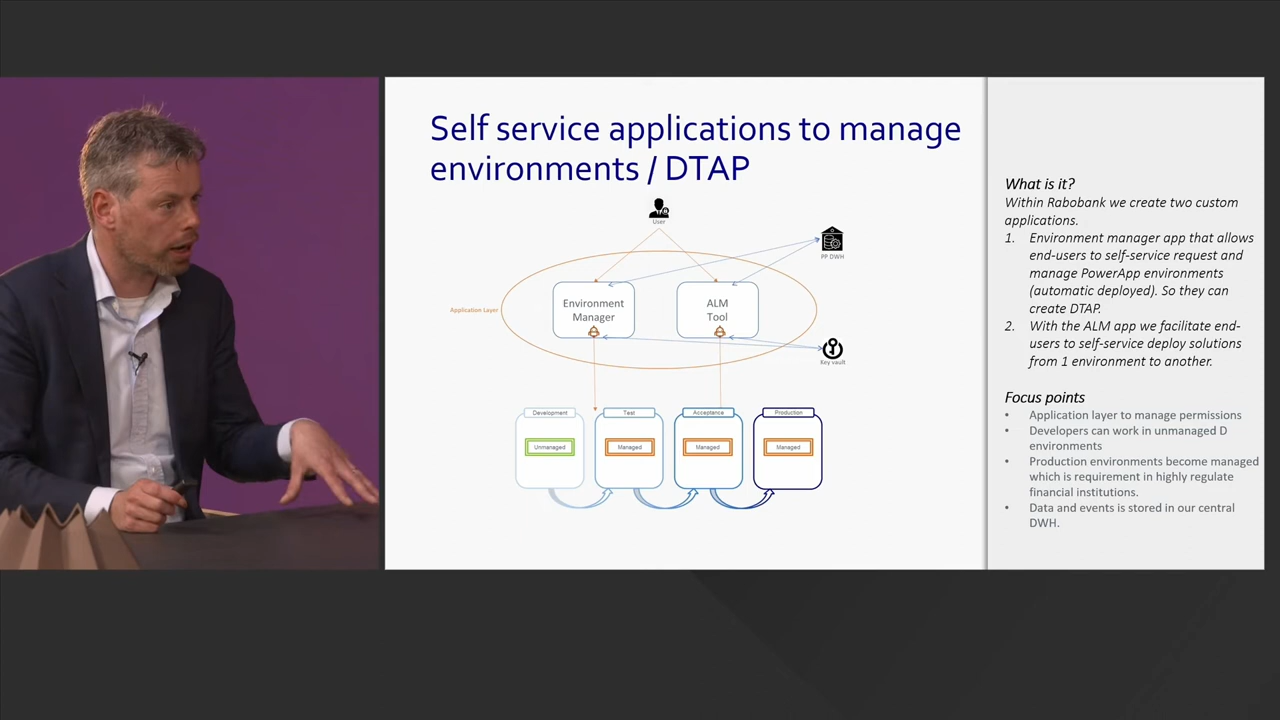 Self service applications to manage
environments / DTAP
User
PP DWH
Environment
Manager
ALM
Tool
Application Layer
Key vault
Development
Test
Acceptance
Production
Unmanaged
Managed
Managed
Managed
What is it?
Within Rabobank we create two custom
applications.
1. Environment manager app that allows
end-users to self-service request and
manage PowerApp environments
(automatic deployed). So they can
create DTAP.
2. With the ALM app we facilitate end-
users to self-service deploy solutions
from 1 environment to another.
Focus points
• Application layer to manage permissions
• Developers can work in unmanaged D
environments
• Production environments become managed
which is requirement in highly regulate
financial institutions.
• Data and events is stored in our central
DWH.